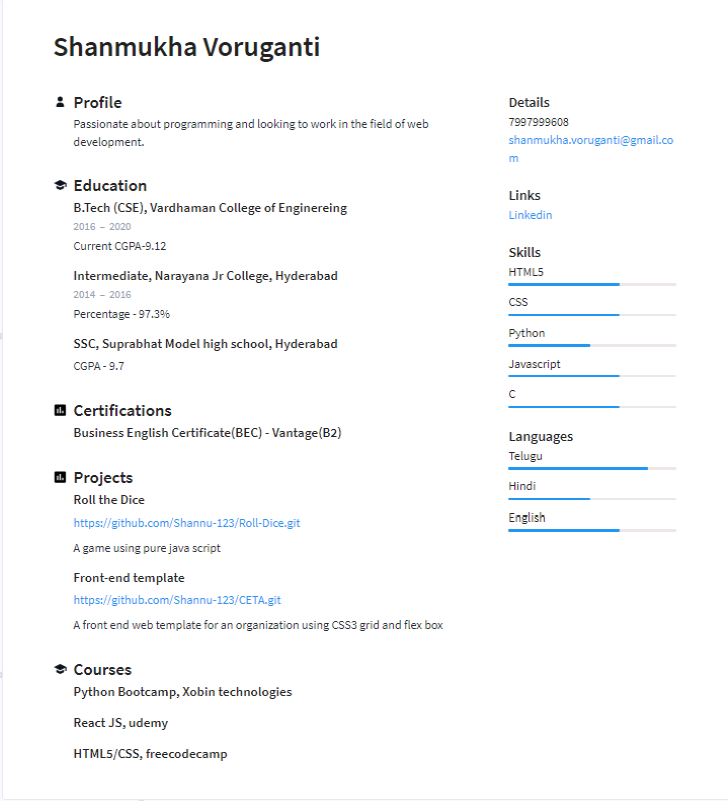 Shanmukha Voruganti
Profile
Passionate about programming and looking to work in the field of web
development.
Education
B.Tech (CSE), Vardhaman College of Enginereing
2016 – 2020
Current CGPA-9.12
Intermediate, Narayana Jr College, Hyderabad
2014 – 2016
Percentage - 97.3%
SSC, Suprabhat Model high school, Hyderabad
CGPA - 9.7
Certifications
Business English Certificate(BEC) - Vantage(B2)
Projects
Roll the Dice
https://github.com/Shannu-123/Roll-Dice.git
A game using pure java script
Front-end template
https://github.com/Shannu-123/CETA.git
A front end web template for an organization using CSS3 grid and flex box
Courses
Python Bootcamp, Xobin technologies
React JS, udemy
HTML5/CSS, freecodecamp
Details
7997999608
shanmukha.voruganti@gmail.co
m
Links
Linkedin
Skills
HTML5
CSS
Python
Javascript
C
Languages
Telugu
Hindi
English